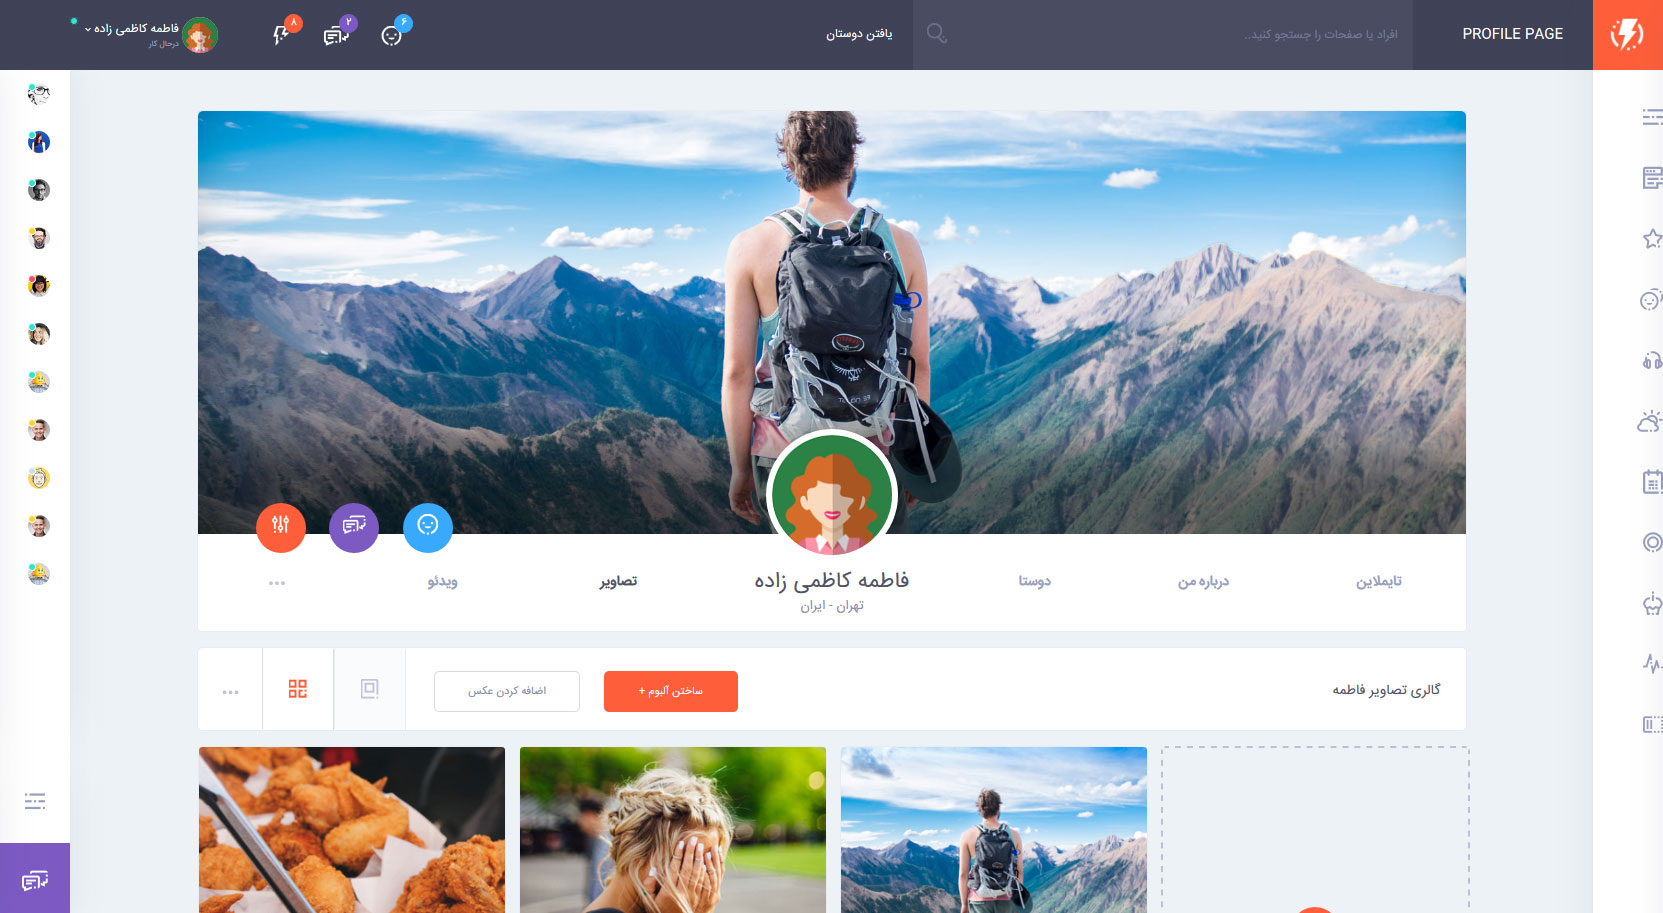 PROFILE PAGE
افراد یا صفحات را جستجو کنید..
یافتن دوستان
۶
۲
۸
فاطمه کاظمی زاده
درحال کار
تایملاین
درباره من
دوستا
فاطمه کاظمی زاده
تهران - ایران
تصاویر
ویدئو
گالری تصاویر فاطمه
ساختن آلبوم +
اضافه کردن عکس